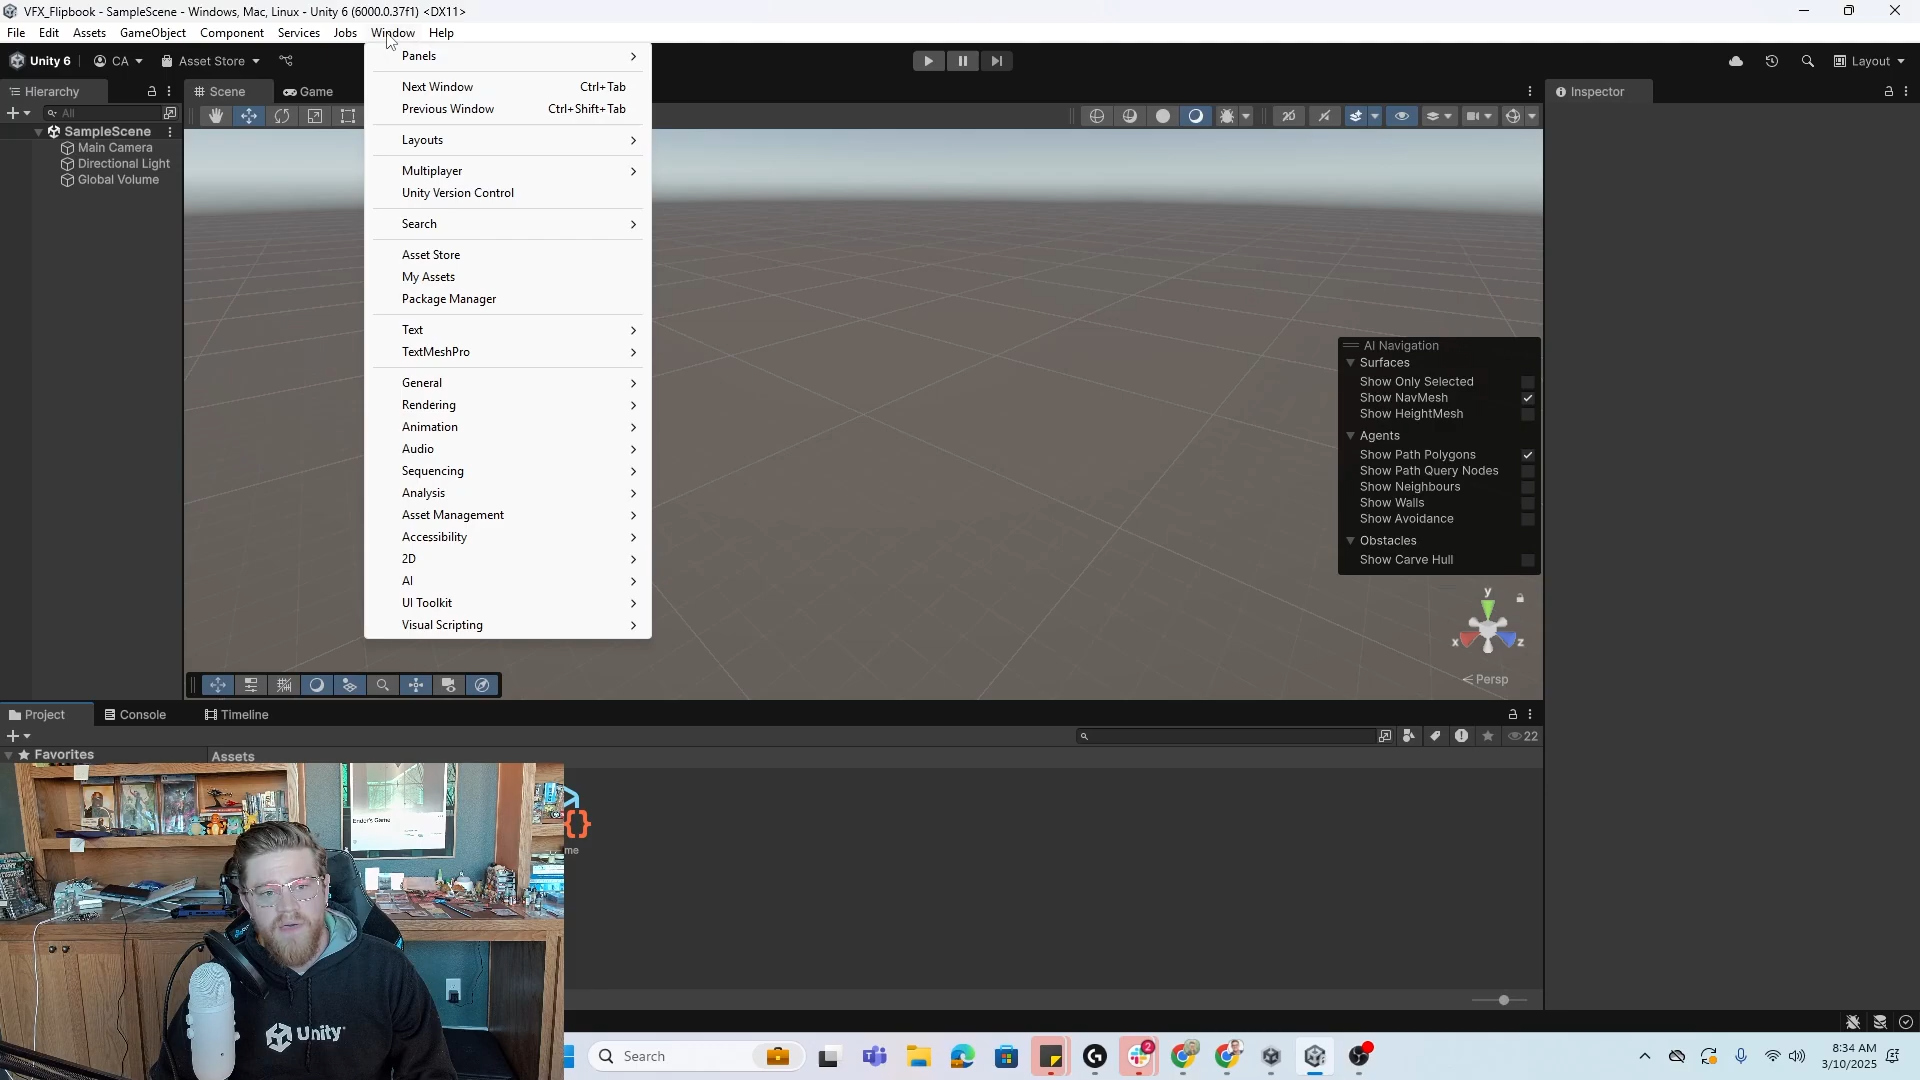 VFX_Flipbook - SampleScene - Windows, Mac, Linux - Unity 6 (6000.0.37f1) <DX11>
File Edit Assets GameObject Component Services Jobs Window Help
Unity 6 CA Asset Store Layout
Hierarchy Scene Game Inspector
All
SampleScene
Main Camera
Directional Light
Global Volume
2D
Panels
Next Window Ctrl+Tab
Previous Window Ctrl+Shift+Tab
Layouts
Multiplayer
Unity Version Control
Search
Asset Store
My Assets
Package Manager
Text
TextMeshPro
General
Rendering
Animation
Audio
Sequencing
Analysis
Asset Management
Accessibility
2D
AI
UI Toolkit
Visual Scripting
AI Navigation
Surfaces
Show Only Selected
Show NavMesh
Show HeightMesh
Agents
Show Path Polygons
Show Path Query Nodes
Show Neighbours
Show Walls
Show Avoidance
Obstacles
Show Carve Hull
y
x z
Persp
Project Console Timeline
22
Favorites Assets
{}
me
Ender's Game
Unity
Search
2
8:34 AM
3/10/2025